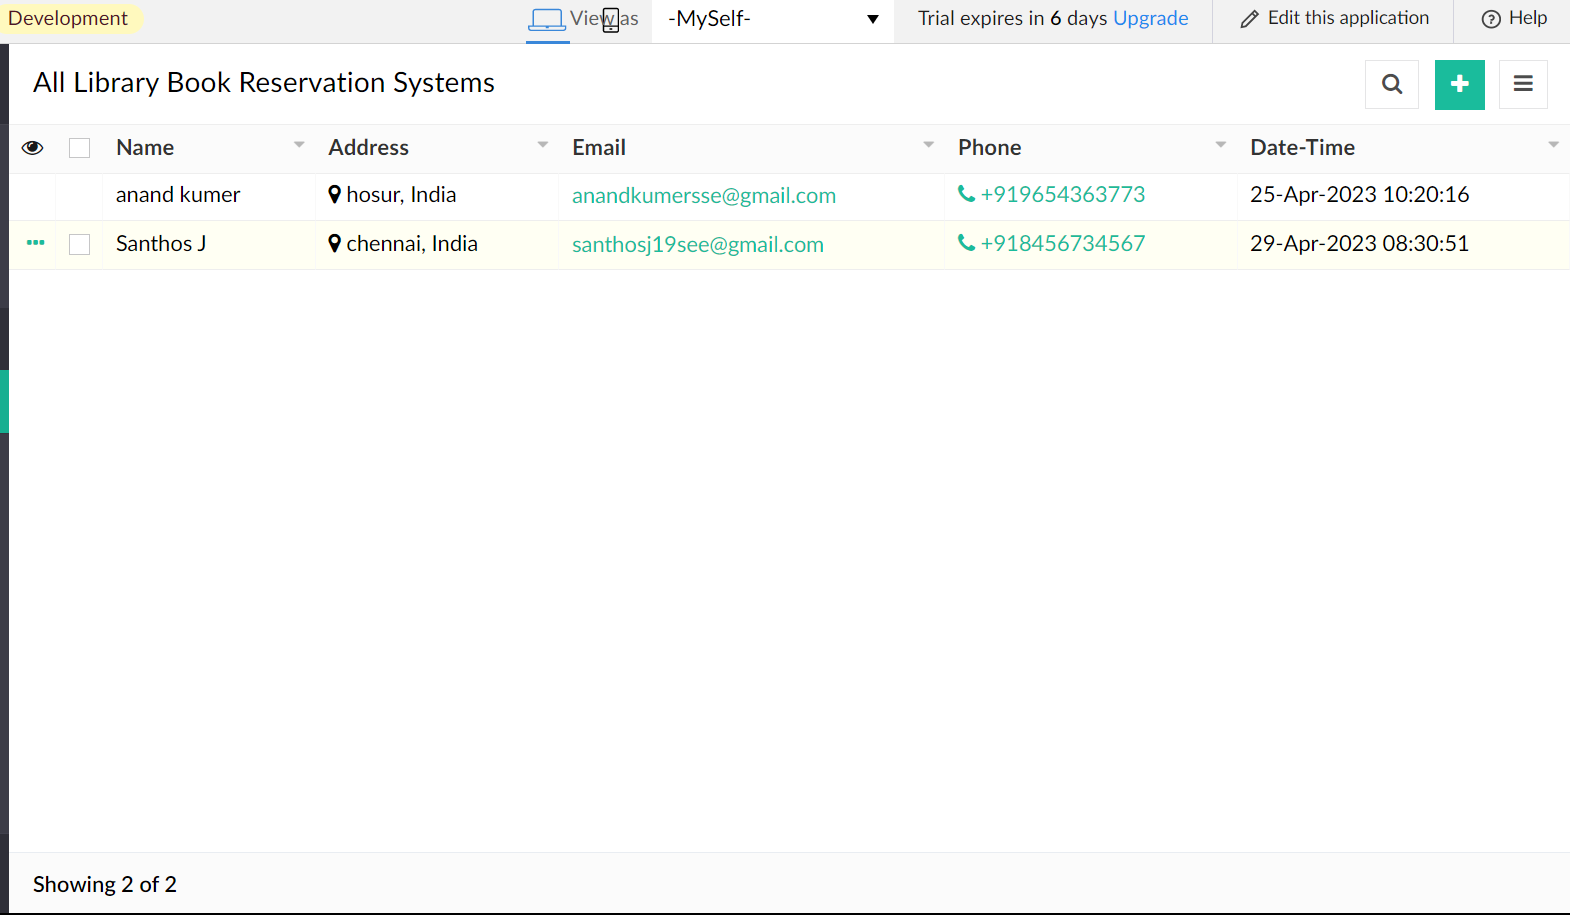 Development View as -MySelf- Trial expires in 6 days Upgrade Edit this application Help
All Library Book Reservation Systems
Name Address Email Phone Date-Time
anand kumer hosur, India anandkumersse@gmail.com +919654363773 25-Apr-2023 10:20:16
Santhos J chennai, India santhosj19see@gmail.com +918456734567 29-Apr-2023 08:30:51
Showing 2 of 2